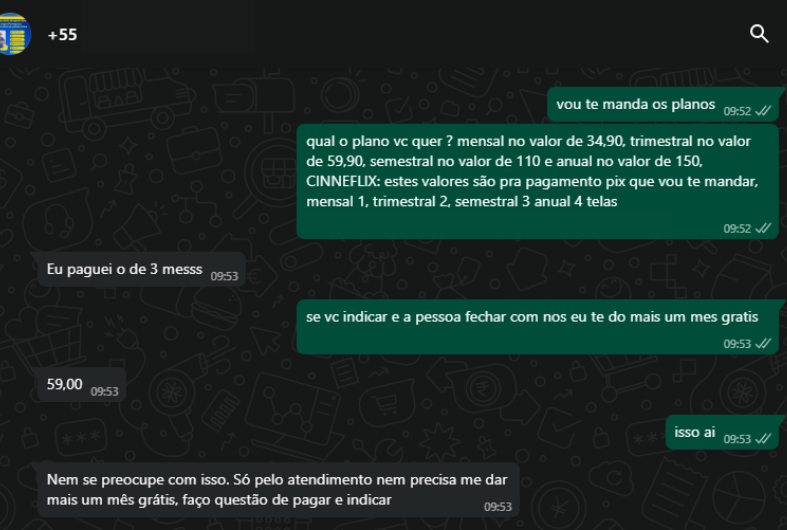 +55
vou te manda os planos 09:52
qual o plano vc quer ? mensal no valor de 34,90, trimestral no valor
de 59,90, semestral no valor de 110 e anual no valor de 150,
CINNEFLIX: estes valores são pra pagamento pix que vou te mandar,
mensal 1, trimestral 2, semestral 3 anual 4 telas
09:52
Eu paguei o de 3 messs 09:53
se vc indicar e a pessoa fechar com nos eu te do mais um mes gratis
09:53
59,00 09:53
isso ai 09:53
Nem se preocupe com isso. Só pelo atendimento nem precisa me dar
mais um mês grátis, faço questão de pagar e indicar
09:53